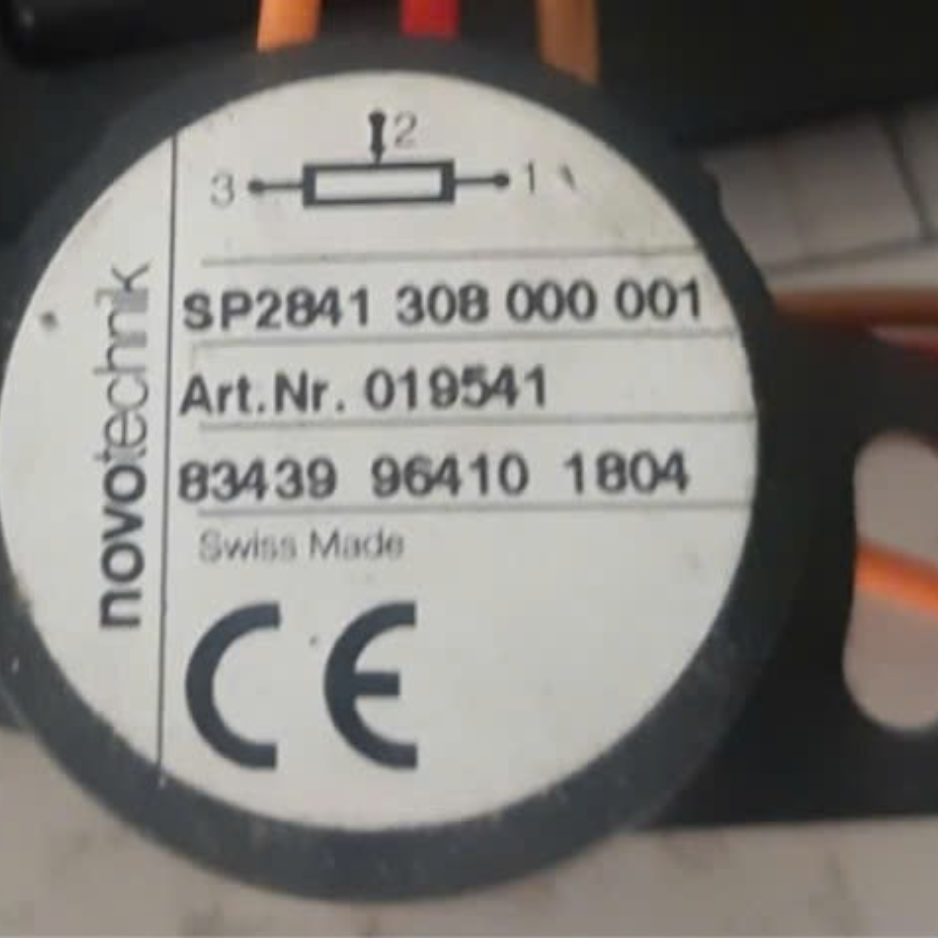 2
3 1
SP2841 308 000 001
Art.Nr. 019541
83439 96410 1804
Swiss Made
CE
novotechnik